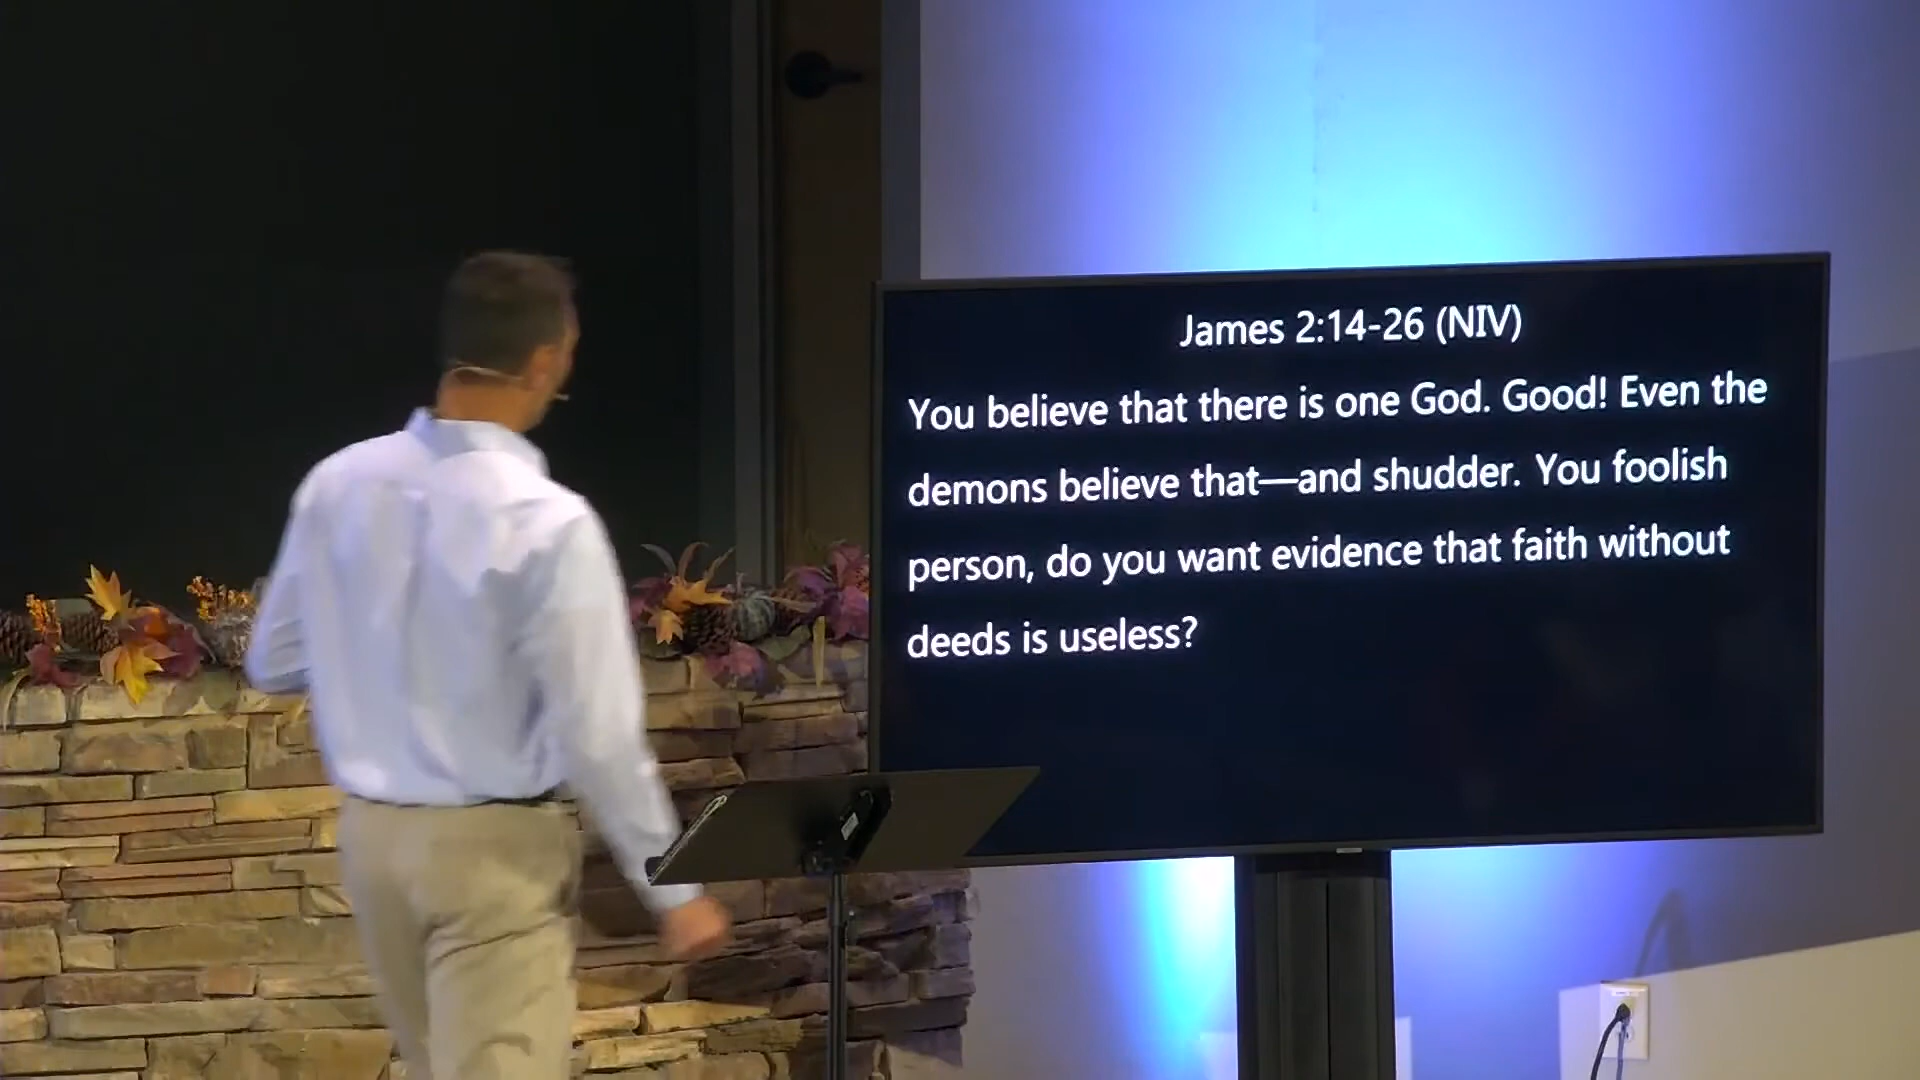 James 2:14-26 (NIV)
You believe that there is one God. Good! Even the
demons believe that—and shudder. You foolish
person, do you want evidence that faith without
deeds is useless?